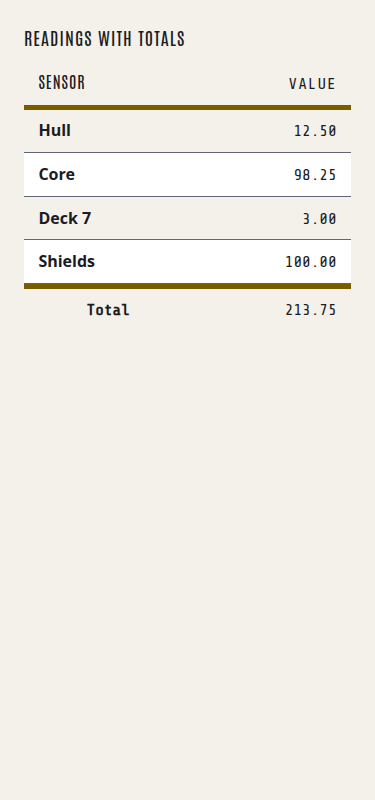 READINGS WITH TOTALS
SENSOR VALUE
Hull 12.50
Core 98.25
Deck 7 3.00
Shields 100.00
Total 213.75